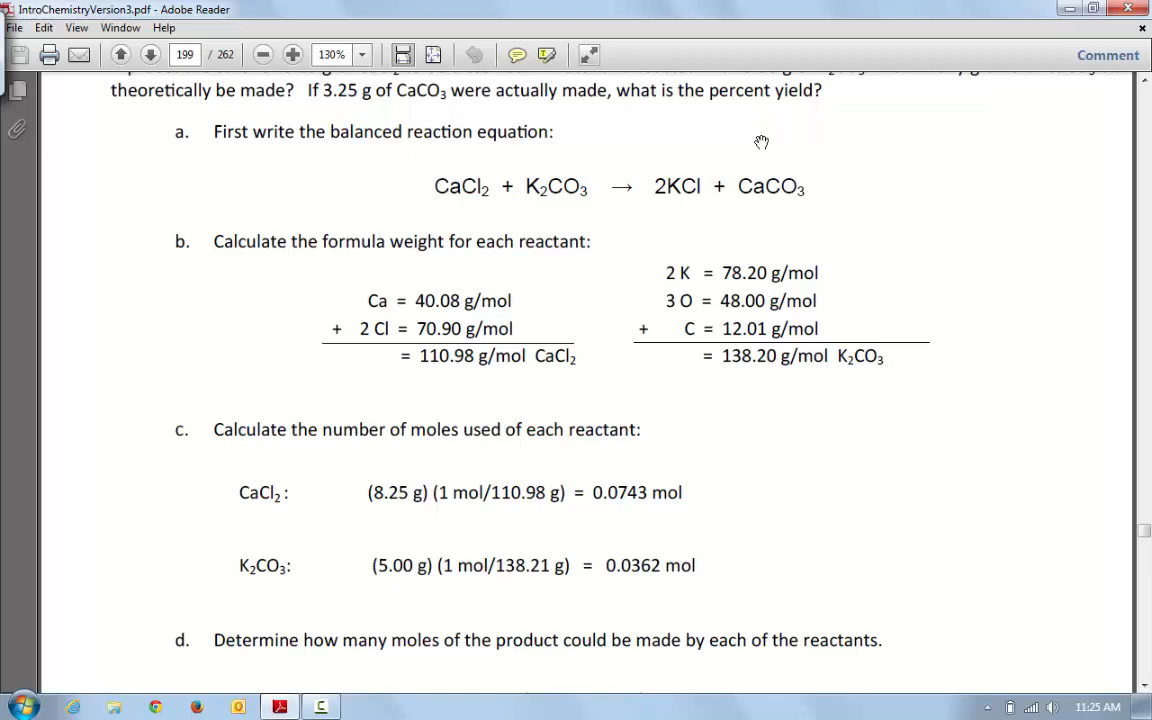 IntroChemistryVersion3.pdf - Adobe Reader
File Edit View Window Help
199 / 262 130% Comment
theoretically be made? If 3.25 g of CaCO₃ were actually made, what is the percent yield?
a. First write the balanced reaction equation:
CaCl₂ + K₂CO₃ → 2KCl + CaCO₃
b. Calculate the formula weight for each reactant:
2 K = 78.20 g/mol
Ca = 40.08 g/mol 3 O = 48.00 g/mol
+ 2 Cl = 70.90 g/mol + C = 12.01 g/mol
= 110.98 g/mol CaCl₂ = 138.20 g/mol K₂CO₃
c. Calculate the number of moles used of each reactant:
CaCl₂ : (8.25 g) (1 mol/110.98 g) = 0.0743 mol
K₂CO₃: (5.00 g) (1 mol/138.21 g) = 0.0362 mol
d. Determine how many moles of the product could be made by each of the reactants.
11:25 AM